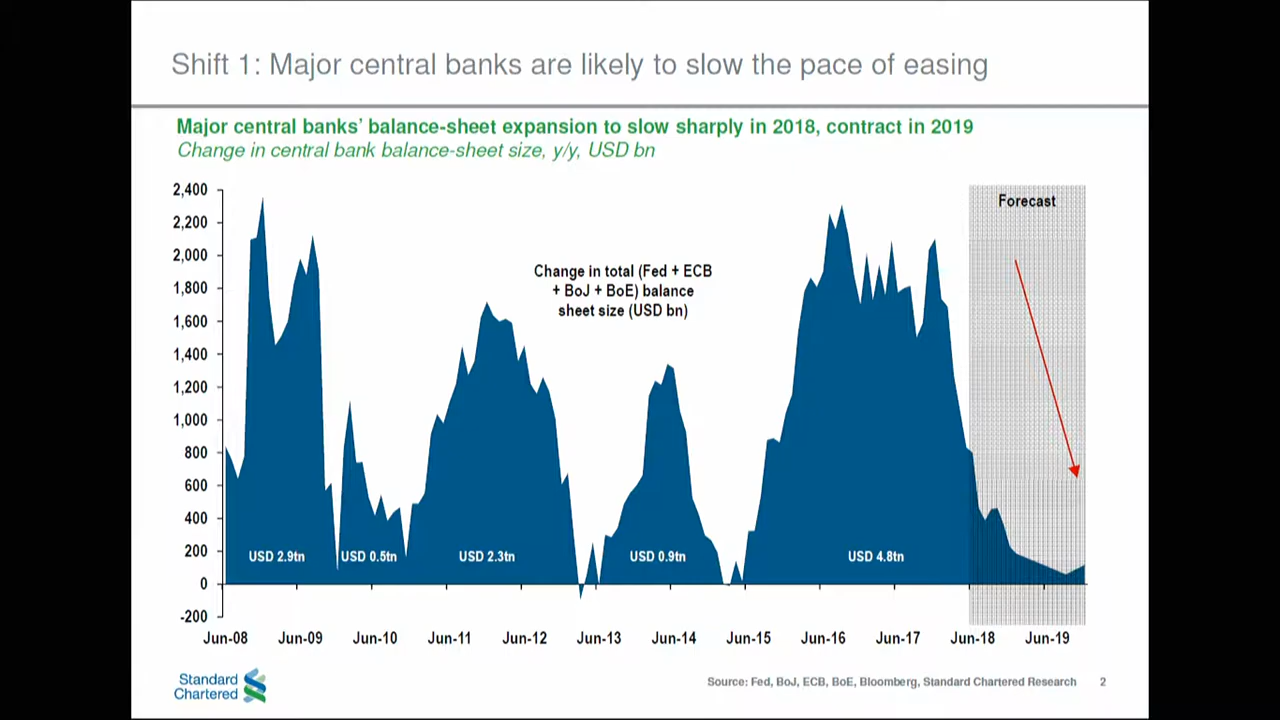 Shift 1: Major central banks are likely to slow the pace of easing
Major central banks' balance-sheet expansion to slow sharply in 2018, contract in 2019
Change in central bank balance-sheet size, y/y, USD bn
2,400
2,200
2,000
1,800
1,600
1,400
1,200
1,000
800
600
400
200
0
-200
Forecast
Change in total (Fed + ECB
+ BoJ + BoE) balance
sheet size (USD bn)
USD 2.9tn
USD 0.5tn
USD 2.3tn
USD 0.9tn
USD 4.8tn
Jun-08
Jun-09
Jun-10
Jun-11
Jun-12
Jun-13
Jun-14
Jun-15
Jun-16
Jun-17
Jun-18
Jun-19
Standard
Chartered
Source: Fed, BoJ, ECB, BoE, Bloomberg, Standard Chartered Research
2